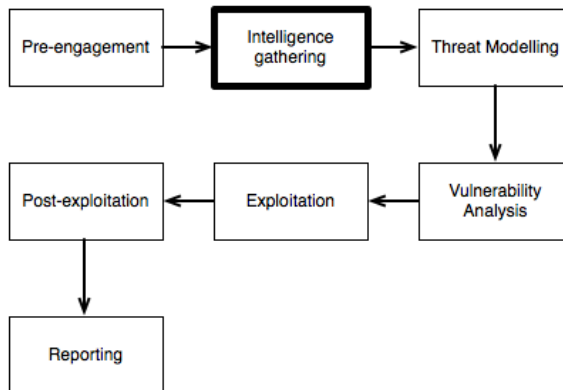 Pre-engagement
Intelligence
gathering
Threat Modelling
Vulnerability
Analysis
Exploitation
Post-exploitation
Reporting